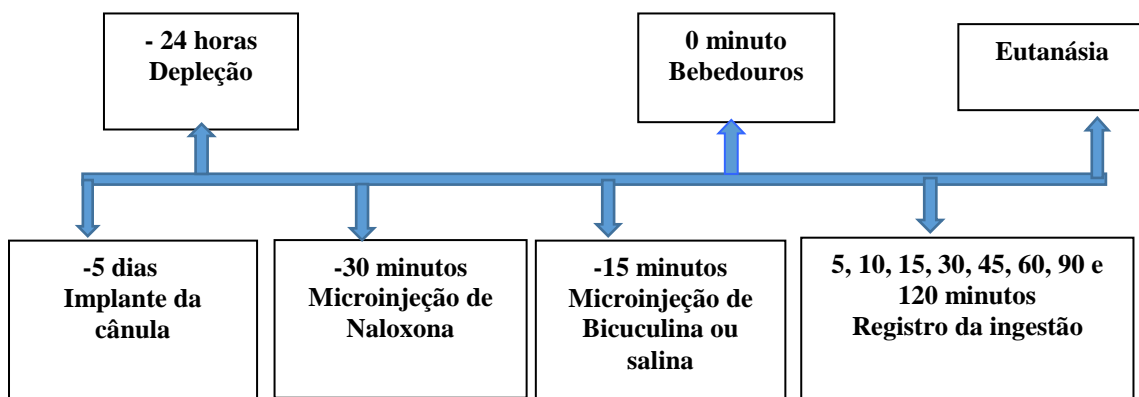 - 24 horas
Depleção
0 minuto
Bebedouros
Eutanásia
-5 dias
Implante da
cânula
-30 minutos
Microinjeção de
Naloxona
-15 minutos
Microinjeção de
Bicuculina ou
salina
5, 10, 15, 30, 45, 60, 90 e
120 minutos
Registro da ingestão